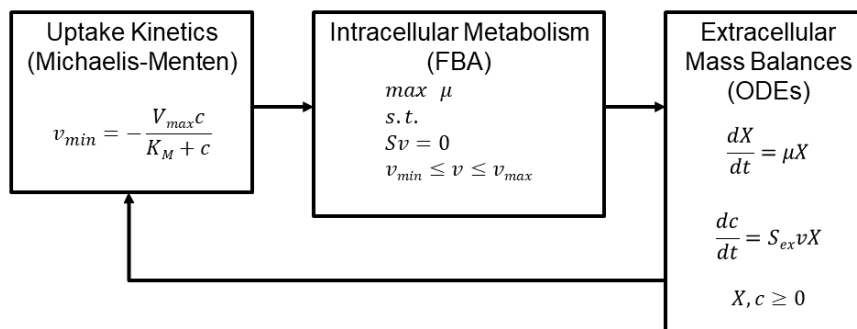 Uptake Kinetics
(Michaelis-Menten)
v_min = − V_max c / (K_M + c)
Intracellular Metabolism
(FBA)
max μ
s.t.
Sv = 0
v_min ≤ v ≤ v_max
Extracellular
Mass Balances
(ODEs)
dX/dt = μX
dc/dt = S_ex vX
X, c ≥ 0